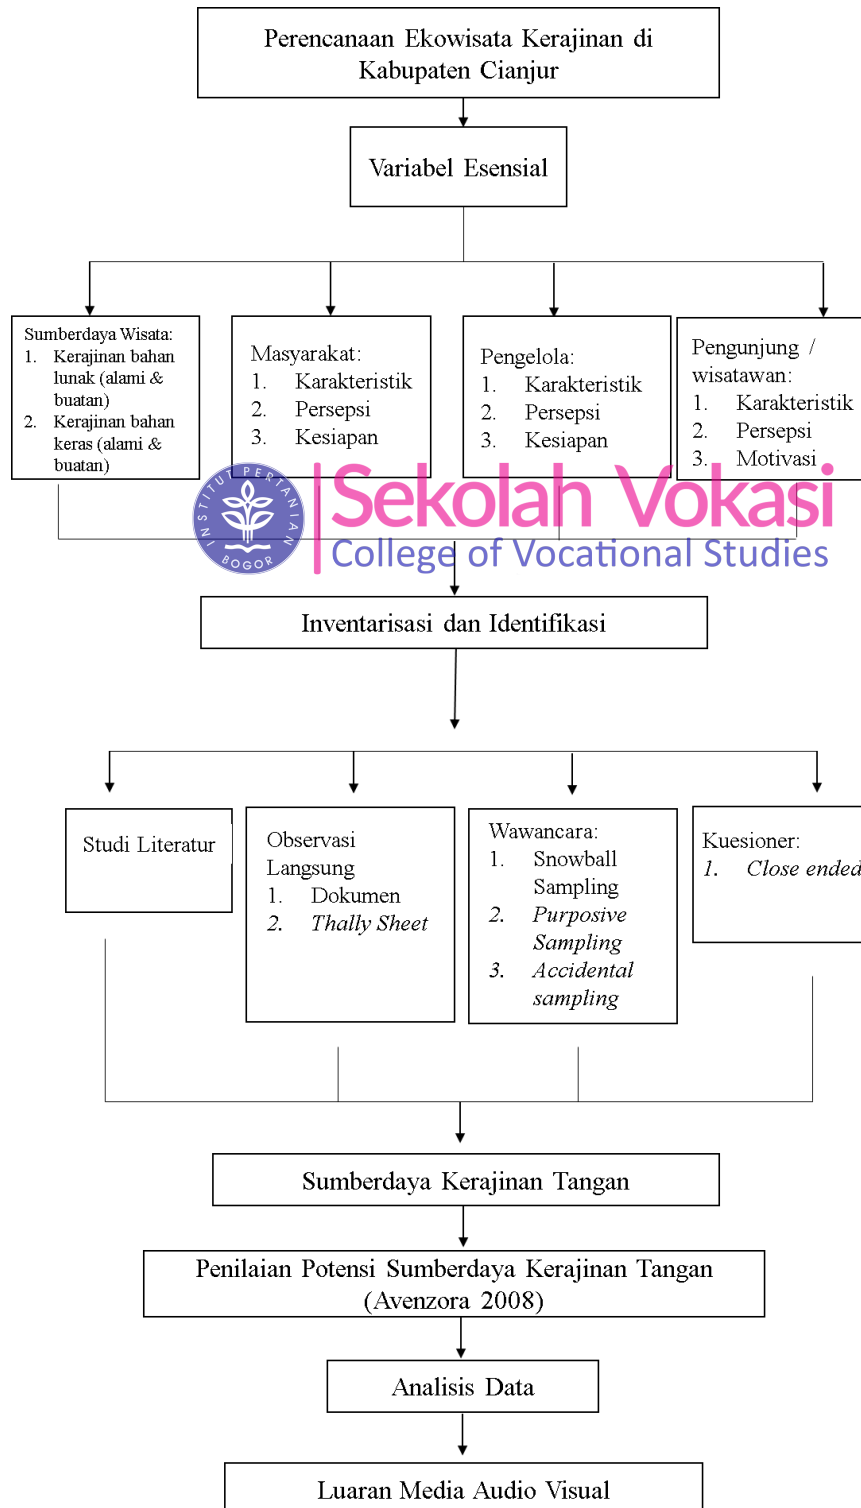 Perencanaan Ekowisata Kerajinan di
Kabupaten Cianjur
Variabel Esensial
Sumberdaya Wisata:
1. Kerajinan bahan
lunak (alami &
buatan)
2. Kerajinan bahan
keras (alami &
buatan)
Masyarakat:
1. Karakteristik
2. Persepsi
3. Kesiapan
Pengelola:
1. Karakteristik
2. Persepsi
3. Kesiapan
Pengunjung /
wisatawan:
1. Karakteristik
2. Persepsi
3. Motivasi
INSTITUT PERTANIAN
BOGOR
Sekolah Vokasi
College of Vocational Studies
Inventarisasi dan Identifikasi
Studi Literatur
Observasi
Langsung
1. Dokumen
2. Thally Sheet
Wawancara:
1. Snowball
Sampling
2. Purposive
Sampling
3. Accidental
sampling
Kuesioner:
1. Close ended
Sumberdaya Kerajinan Tangan
Penilaian Potensi Sumberdaya Kerajinan Tangan
(Avenzora 2008)
Analisis Data
Luaran Media Audio Visual